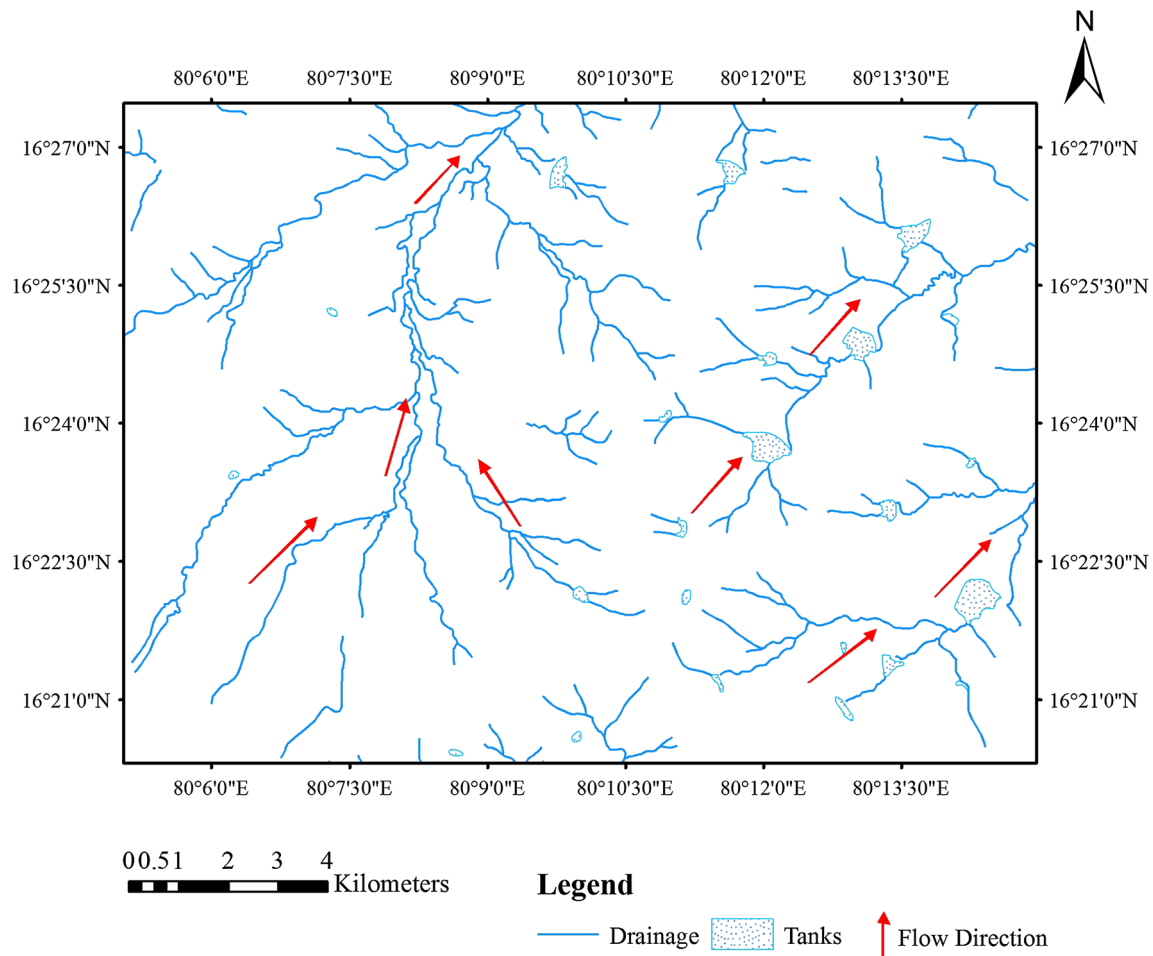 N
80°6'0"E 80°7'30"E 80°9'0"E 80°10'30"E 80°12'0"E 80°13'30"E
16°27'0"N 16°27'0"N
16°25'30"N 16°25'30"N
16°24'0"N 16°24'0"N
16°22'30"N 16°22'30"N
16°21'0"N 16°21'0"N
80°6'0"E 80°7'30"E 80°9'0"E 80°10'30"E 80°12'0"E 80°13'30"E
0 0.5 1 2 3 4
Kilometers
Legend
Drainage Tanks Flow Direction